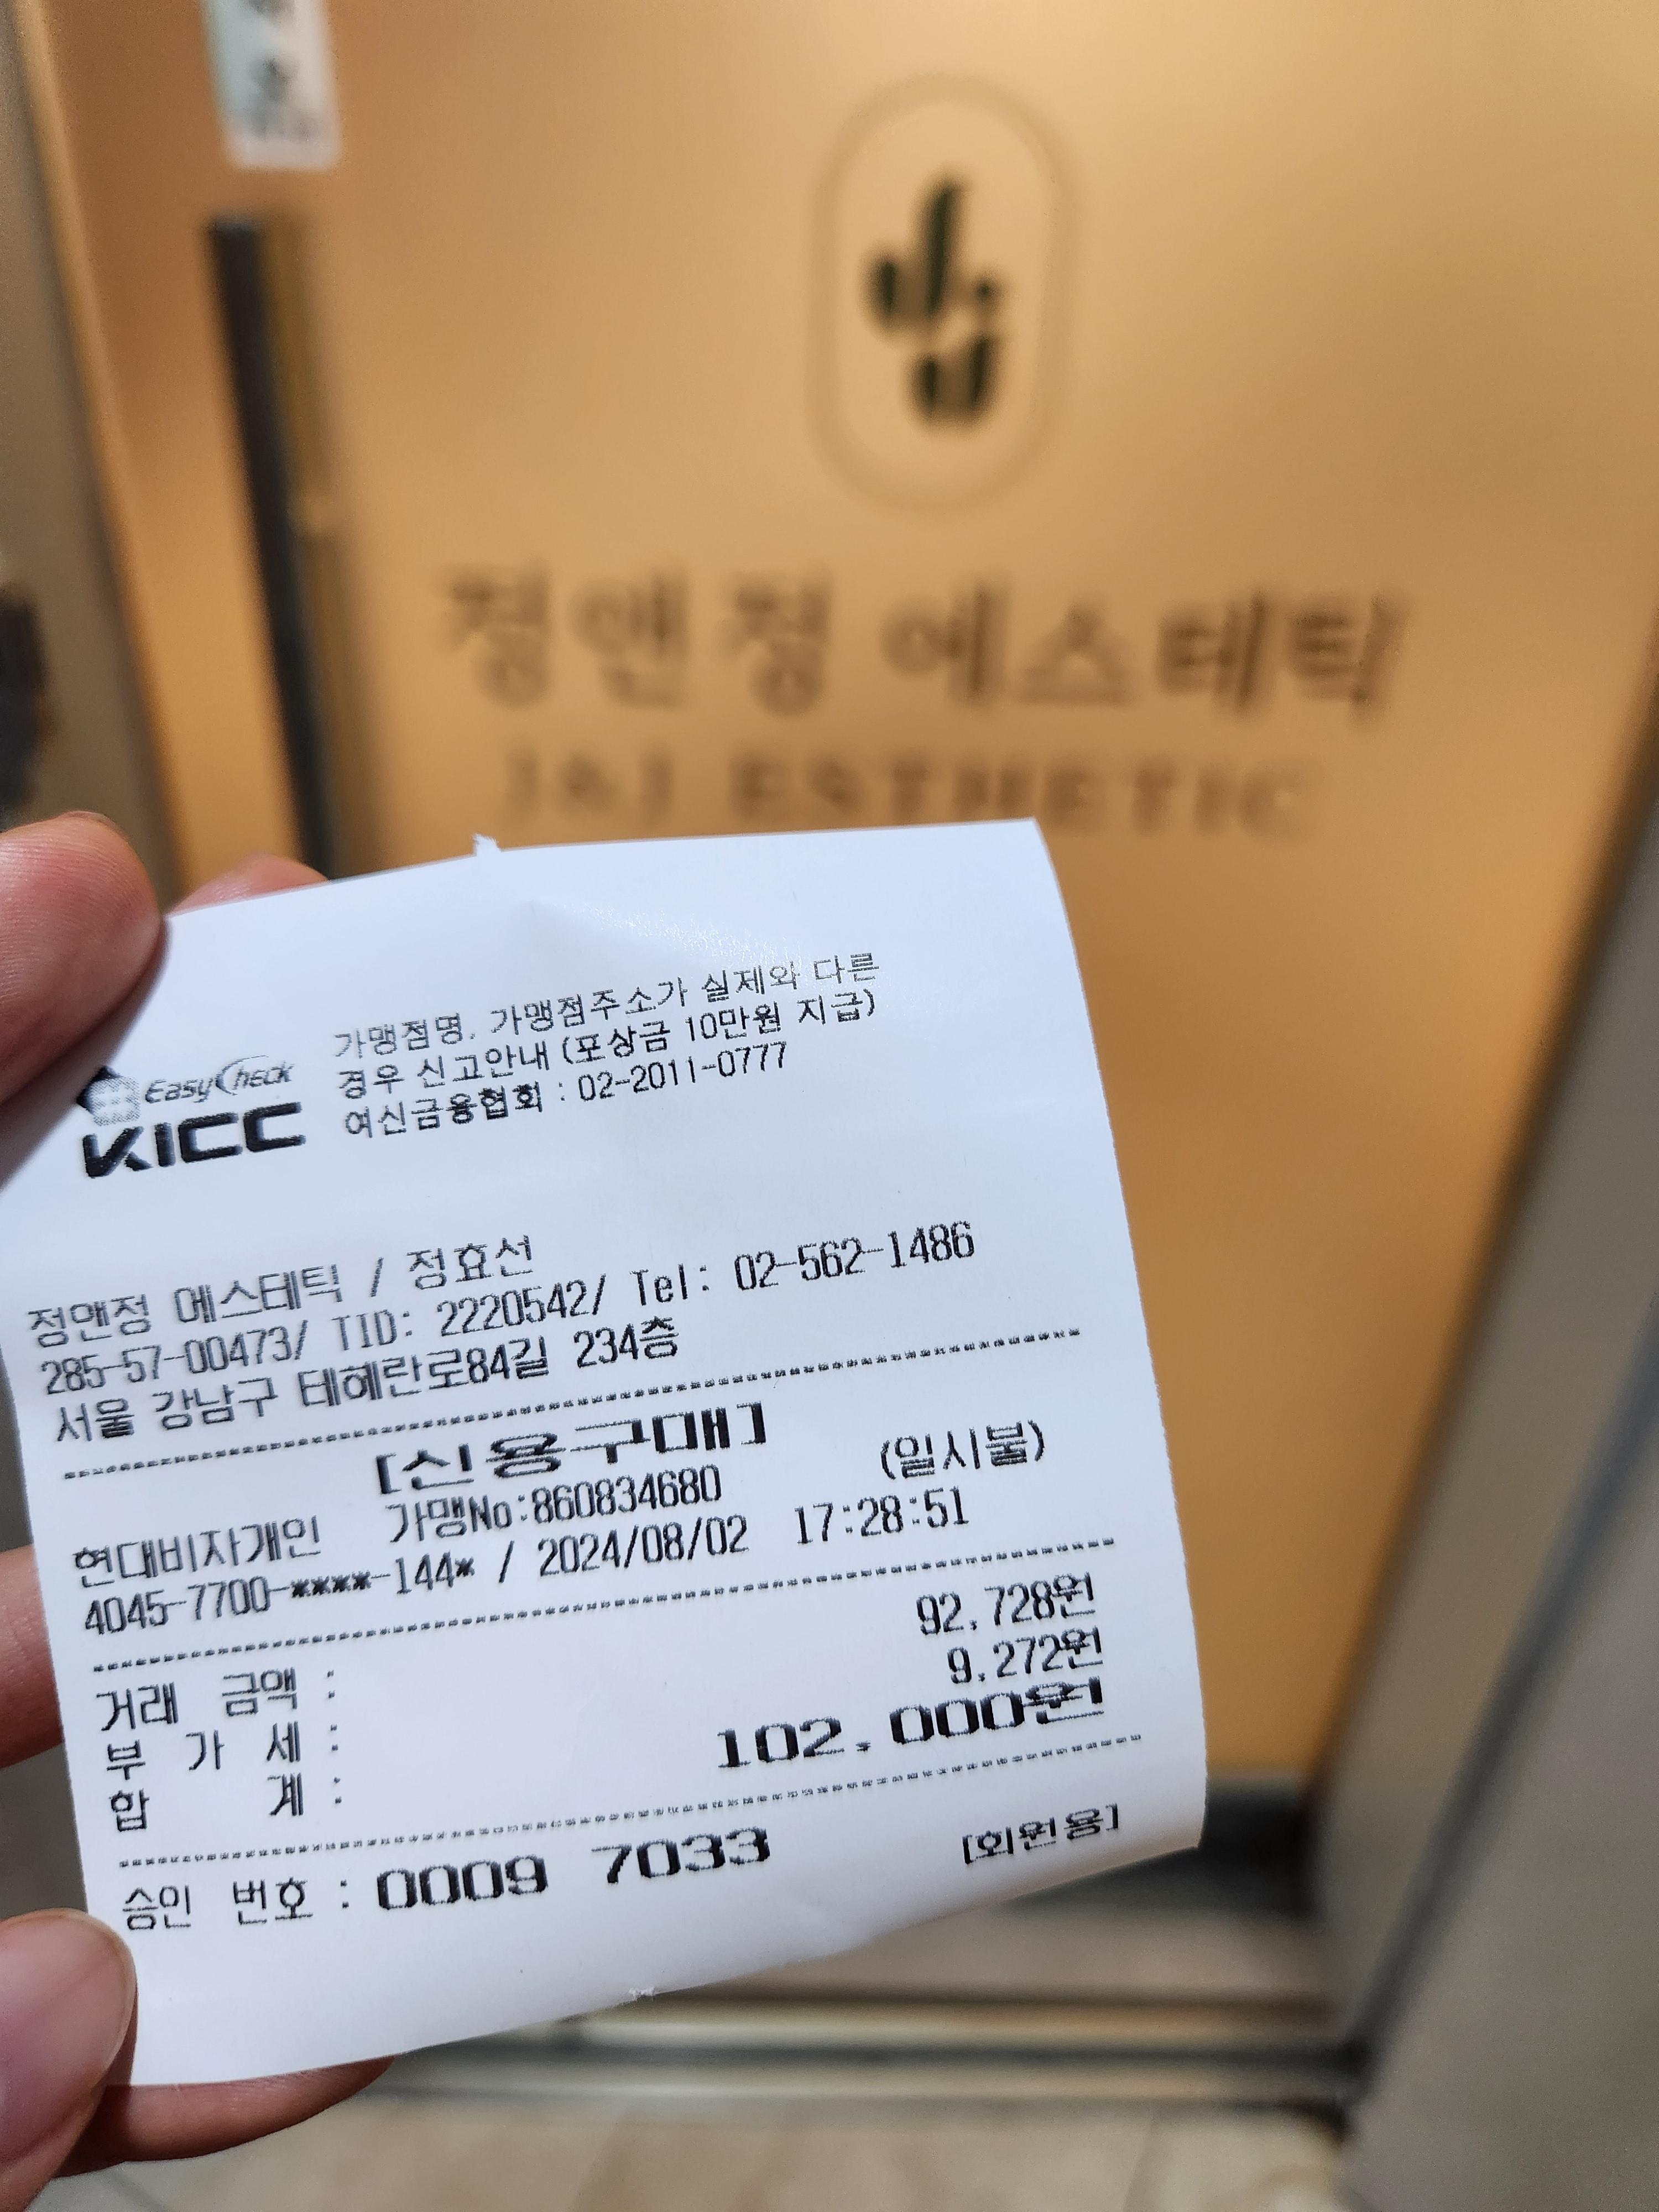 정앤정 에스테틱
J&J ESTHETIC
EasyCheck
KICC
가맹점명, 가맹점주소가 실제와 다른
경우 신고안내 (포상금 10만원 지급)
여신금융협회 : 02-2011-0777
정앤정 에스테틱 / 정효선
285-57-00473/ TID: 2220542/ Tel: 02-562-1486
서울 강남구 테헤란로84길 234층
[신용구매]
현대비자개인 가맹No:860834680 (일시불)
4045-7700-****-144* / 2024/08/02 17:28:51
거래 금액 : 92,728원
부 가 세 : 9,272원
합 계 : 102,000원
승인 번호 : 0009 7033 [회원용]